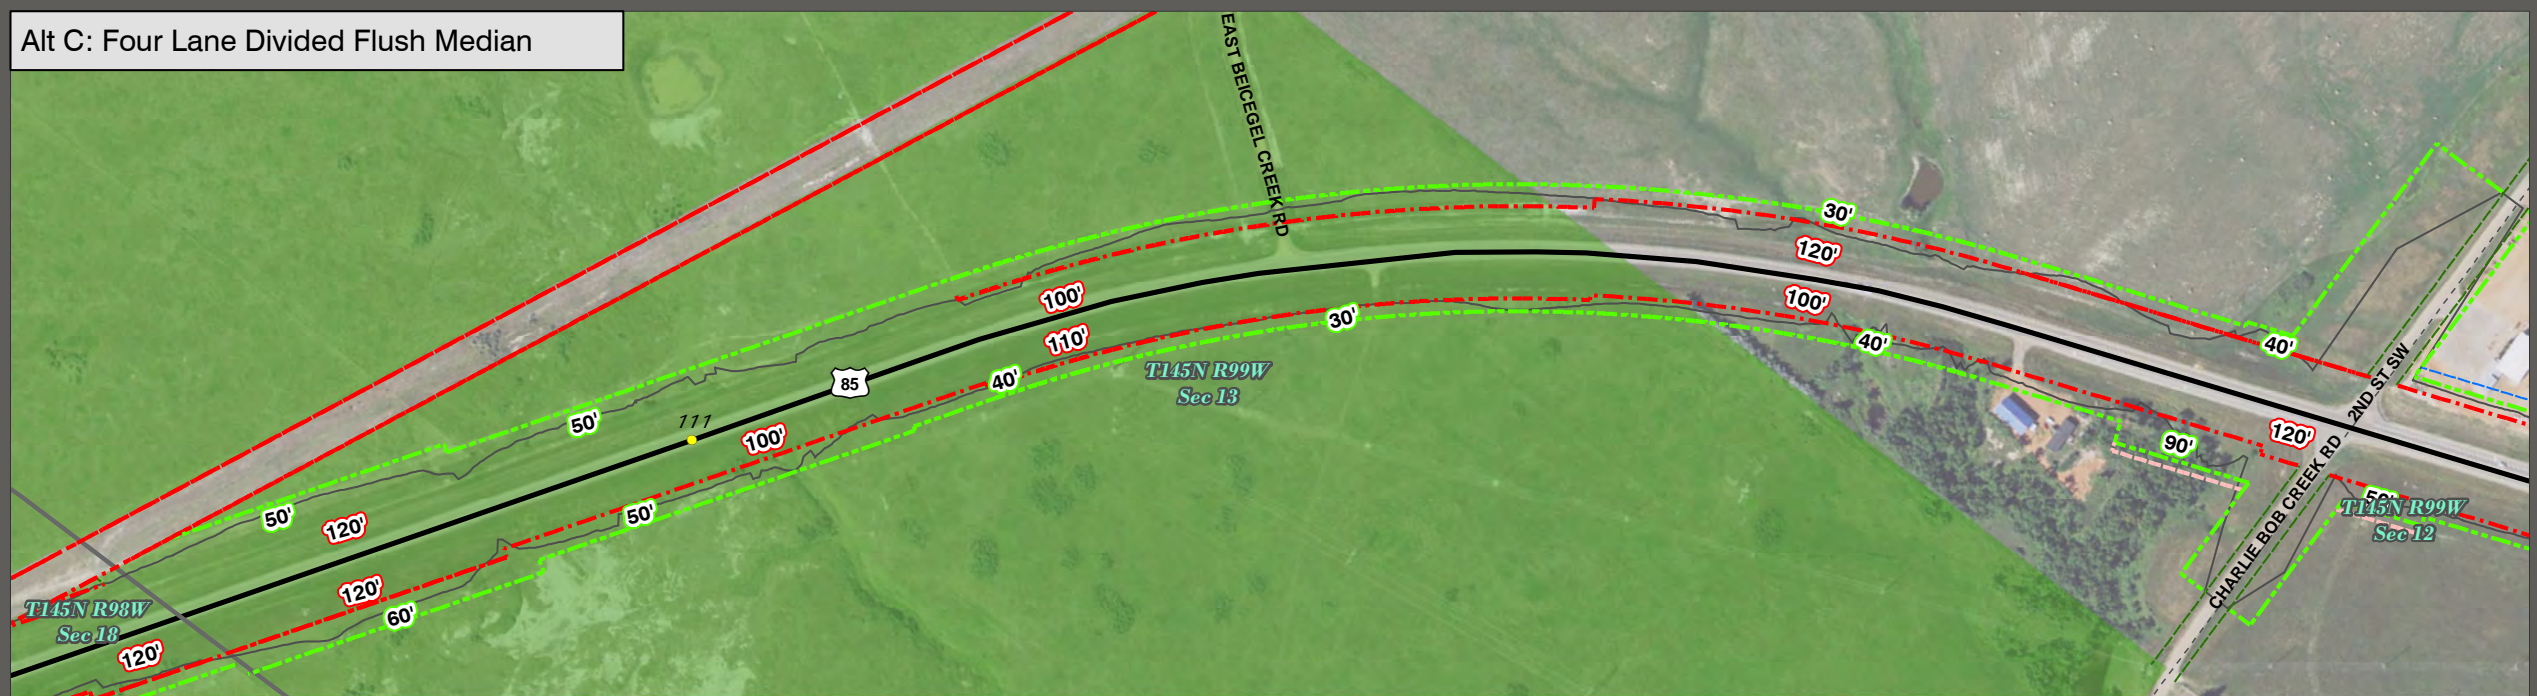 Alt C: Four Lane Divided Flush Median
EAST BEICEGEL CREEK RD
30'
120'
100'
100'
110'
30'
40'
40'
40'
2ND ST SW
T145N R99W
Sec 13
85
111
50'
100'
120'
90'
50'
T145N R99W
Sec 12
CHARLIE BOB CREEK RD
50'
120'
50'
120'
60'
T145N R98W
Sec 18
120'